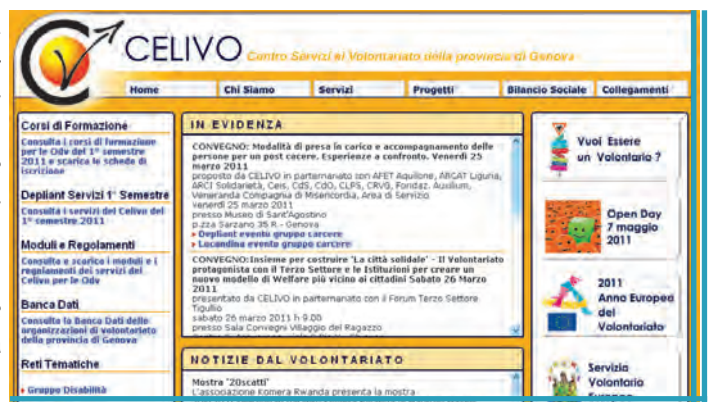 CELIVO Centro Servizi al Volontariato della provincia di Genova
Home Chi Siamo Servizi Progetti Bilancio Sociale Collegamenti
Corsi di Formazione
Consulta i corsi di formazione
per le Odv del 1° semestre
2011 e scarica le schede di
iscrizione
Depliant Servizi 1° Semestre
Consulta i servizi del Celivo del
1° semestre 2011
Moduli e Regolamenti
Consulta e scarica i moduli e i
regolamenti dei servizi del
Celivo per le Odv
Banca Dati
Consulta la Banca Dati delle
organizzazioni di volontariato
della provincia di Genova
Reti Tematiche
Gruppo Disabilità
IN EVIDENZA
CONVEGNO: Modalità di presa in carico e accompagnamento delle
persone per un post carcere. Esperienze a confronto. Venerdì 25
marzo 2011
proposto da CELIVO in parternariato con AFET Aquilone, ARCAT Liguria,
ARCI Solidarietà, Ceis, CdS, CdO, CLPS, CRVG, Fondaz. Auxilium,
Veneranda Compagnia di Misericordia, Area di Servizio
venerdì 25 marzo 2011
presso Museo di Sant'Agostino
p.zza Sarzano 35 R - Genova
Depliant evento gruppo carcere
Locandina evento gruppo carcere
CONVEGNO:Insieme per costruire "La città solidale" - Il Volontariato
protagonista con il Terzo Settore e le Istituzioni per creare un
nuovo modello di Welfare più vicino ai cittadini Sabato 26 Marzo
2011
presentato da CELIVO in parternariato con il Forum Terzo Settore
Tigullio
sabato 26 marzo 2011 h 9.00
presso Sala Convegni Villaggio del Ragazzo
NOTIZIE DAL VOLONTARIATO
Mostra "20scatti"
L'associazione Komera Rwanda presenta la mostra
Vuoi Essere
un Volontario ?
Open Day
7 maggio
2011
2011
Anno Europeo
del
Volontariato
Servizio
Volontario